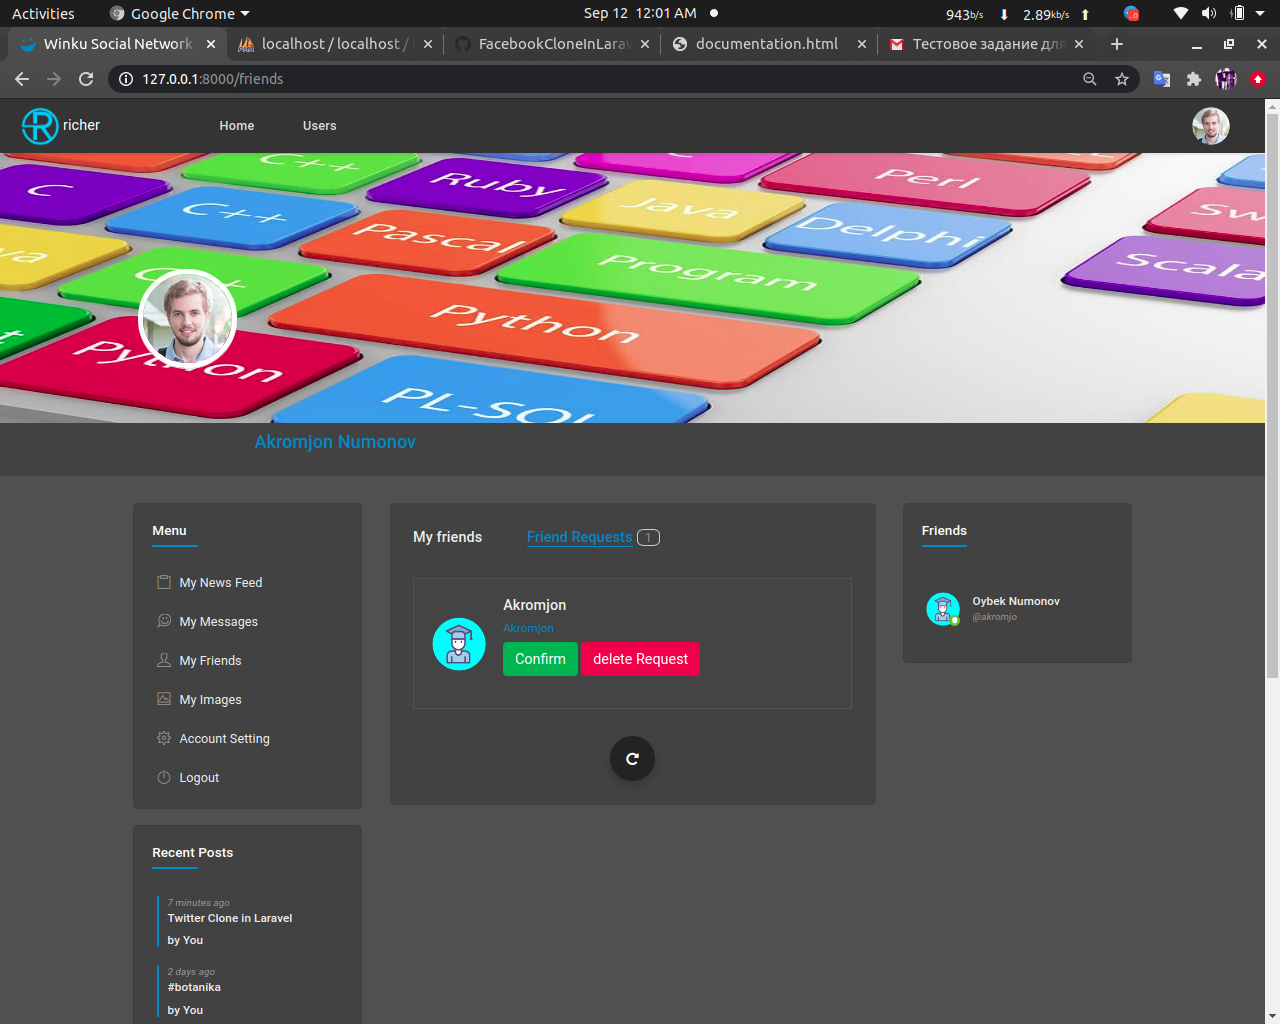 Activities Google Chrome Sep 12 12:01 AM 943b/s 2.89kb/s
Winku Social Network localhost / localhost / FacebookCloneInLarav documentation.html Тестовое задание для
127.0.0.1:8000/friends
richer Home Users
C++ C Perl
C Ruby Sw
C++ Java
Pascal Delphi
va Program Scala
C++
Python
Python
PL-SQL
Akromjon Numonov
Menu
My News Feed
My Messages
My Friends
My Images
Account Setting
Logout
Recent Posts
7 minutes ago
Twitter Clone in Laravel
by You
2 days ago
#botanika
by You
My friends Friend Requests 1
Akromjon
Akromjon
Confirm delete Request
Friends
Oybek Numonov
@akromjo